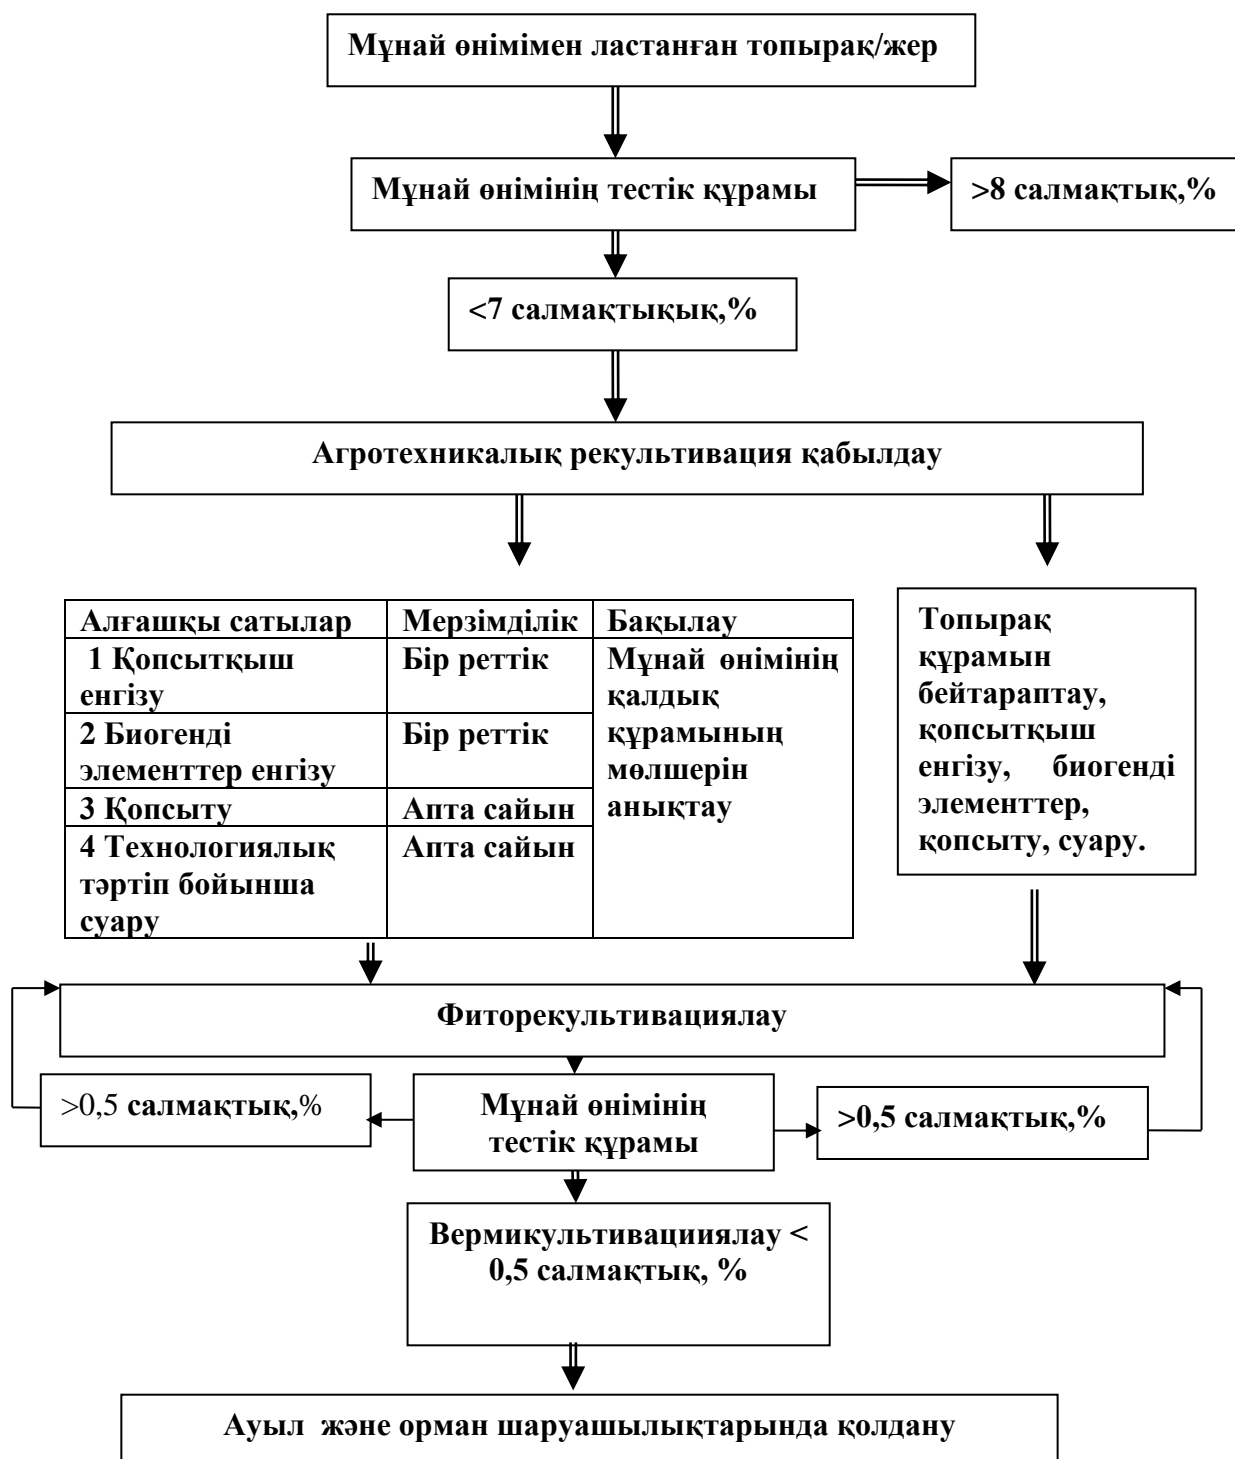 Мұнай өнімімен ластанған топырақ/жер
Мұнай өнімінің тестік құрамы
>8 салмақтық,%
<7 салмақтықық,%
Агротехникалық рекультивация қабылдау
Алғашқы сатылар
Мерзімділік
Бақылау
1 Қопсытқыш
енгізу
Бір реттік
Мұнай өнімінің
қалдық
құрамының
мөлшерін
анықтау
2 Биогенді
элементтер енгізу
Бір реттік
3 Қопсыту
Апта сайын
4 Технологиялық
тәртіп бойынша
суару
Апта сайын
Топырақ
құрамын
бейтараптау,
қопсытқыш
енгізу, биогенді
элементтер,
қопсыту, суару.
Фиторекультивациялау
>0,5 салмақтық,%
Мұнай өнімінің
тестік құрамы
>0,5 салмақтық,%
Вермикультивацииялау <
0,5 салмақтық, %
Ауыл және орман шаруашылықтарында қолдану